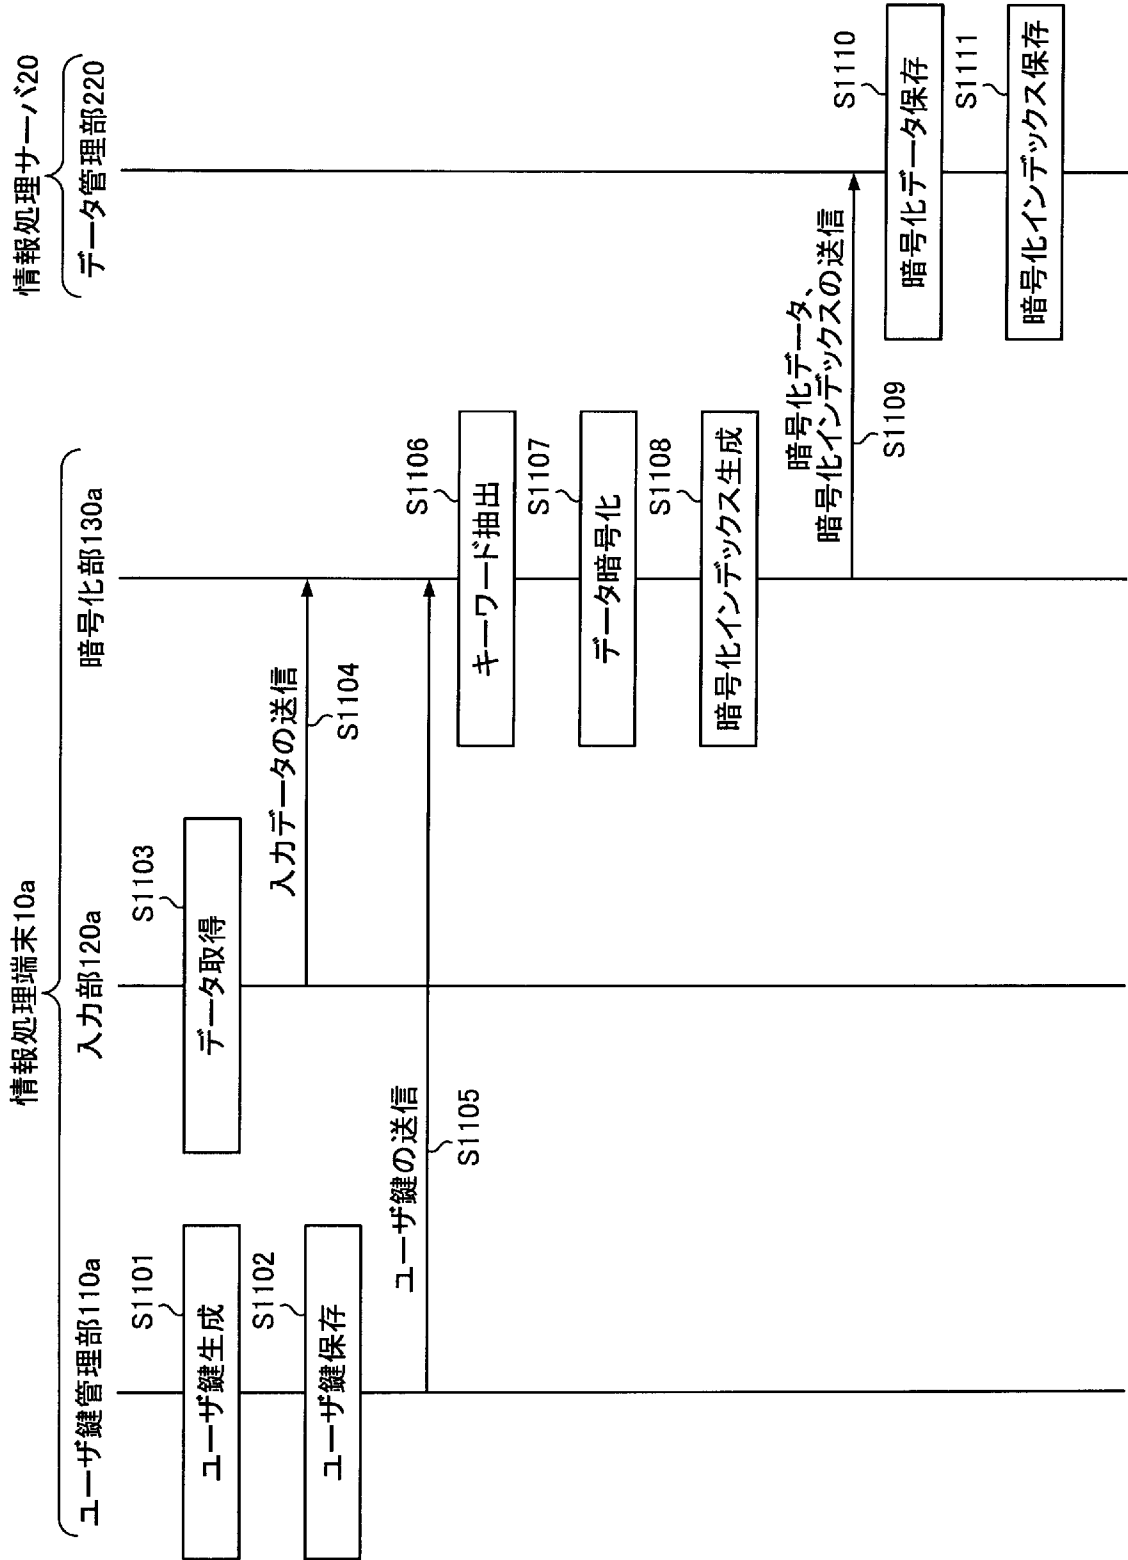 情報処理端末10a
情報処理サーバ20
ユーザ鍵管理部110a
入力部120a
暗号化部130a
データ管理部220
S1101
ユーザ鍵生成
S1103
データ取得
S1102
ユーザ鍵保存
入力データの送信
S1104
ユーザ鍵の送信
S1105
S1106
キーワード抽出
S1107
データ暗号化
S1108
暗号化インデックス生成
暗号化データ、
暗号化インデックスの送信
S1109
S1110
暗号化データ保存
S1111
暗号化インデックス保存